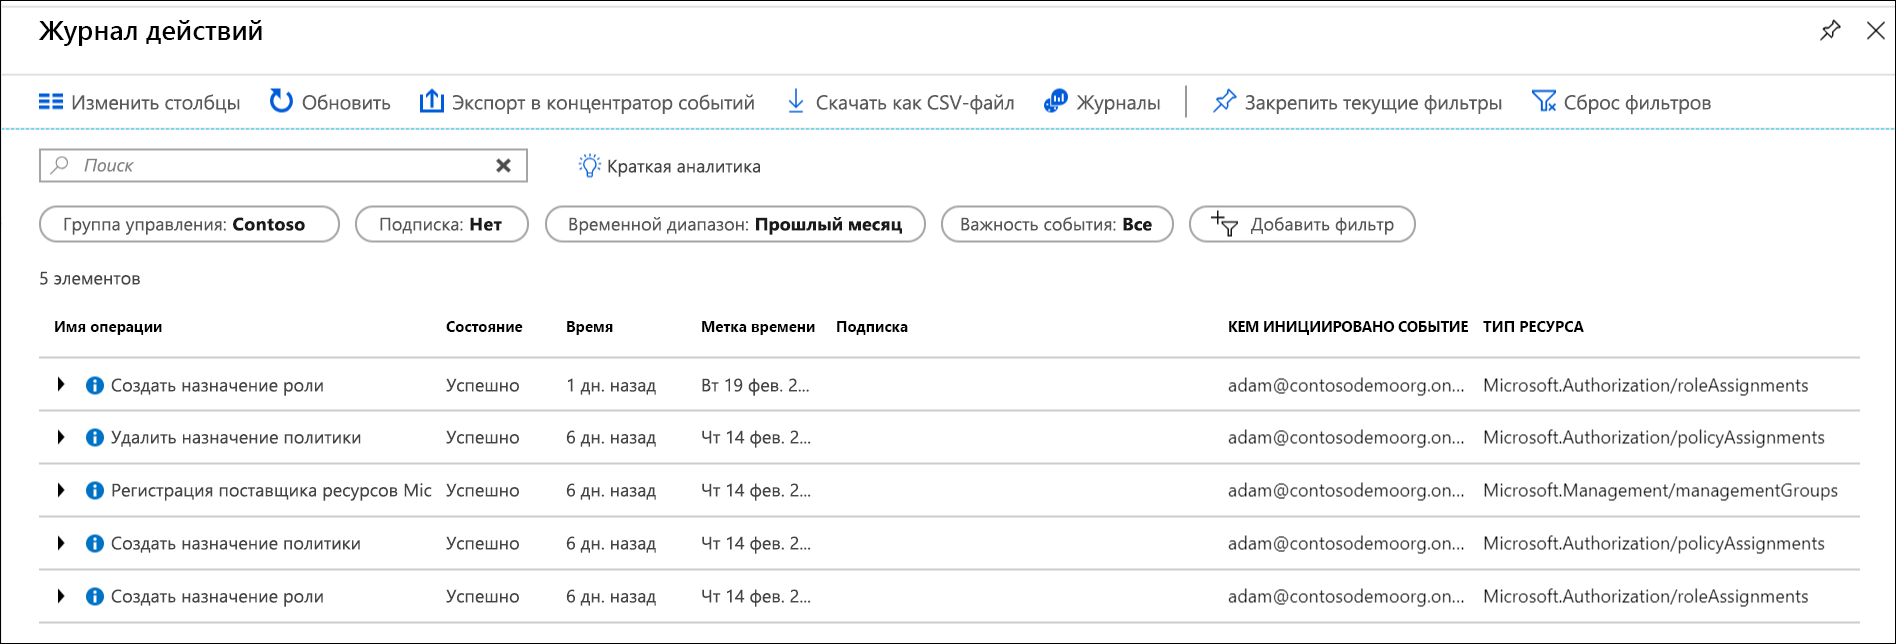 Журнал действий
Изменить столбцы Обновить Экспорт в концентратор событий Скачать как CSV-файл Журналы Закрепить текущие фильтры Сброс фильтров
Поиск Краткая аналитика
Группа управления: Contoso Подписка: Нет Временной диапазон: Прошлый месяц Важность события: Все Добавить фильтр
5 элементов
Имя операции Состояние Время Метка времени Подписка КЕМ ИНИЦИИРОВАНО СОБЫТИЕ ТИП РЕСУРСА
Создать назначение роли Успешно 1 дн. назад Вт 19 фев. 2... adam@contosodemoorg.on... Microsoft.Authorization/roleAssignments
Удалить назначение политики Успешно 6 дн. назад Чт 14 фев. 2... adam@contosodemoorg.on... Microsoft.Authorization/policyAssignments
Регистрация поставщика ресурсов Mic Успешно 6 дн. назад Чт 14 фев. 2... adam@contosodemoorg.on... Microsoft.Management/managementGroups
Создать назначение политики Успешно 6 дн. назад Чт 14 фев. 2... adam@contosodemoorg.on... Microsoft.Authorization/policyAssignments
Создать назначение роли Успешно 6 дн. назад Чт 14 фев. 2... adam@contosodemoorg.on... Microsoft.Authorization/roleAssignments